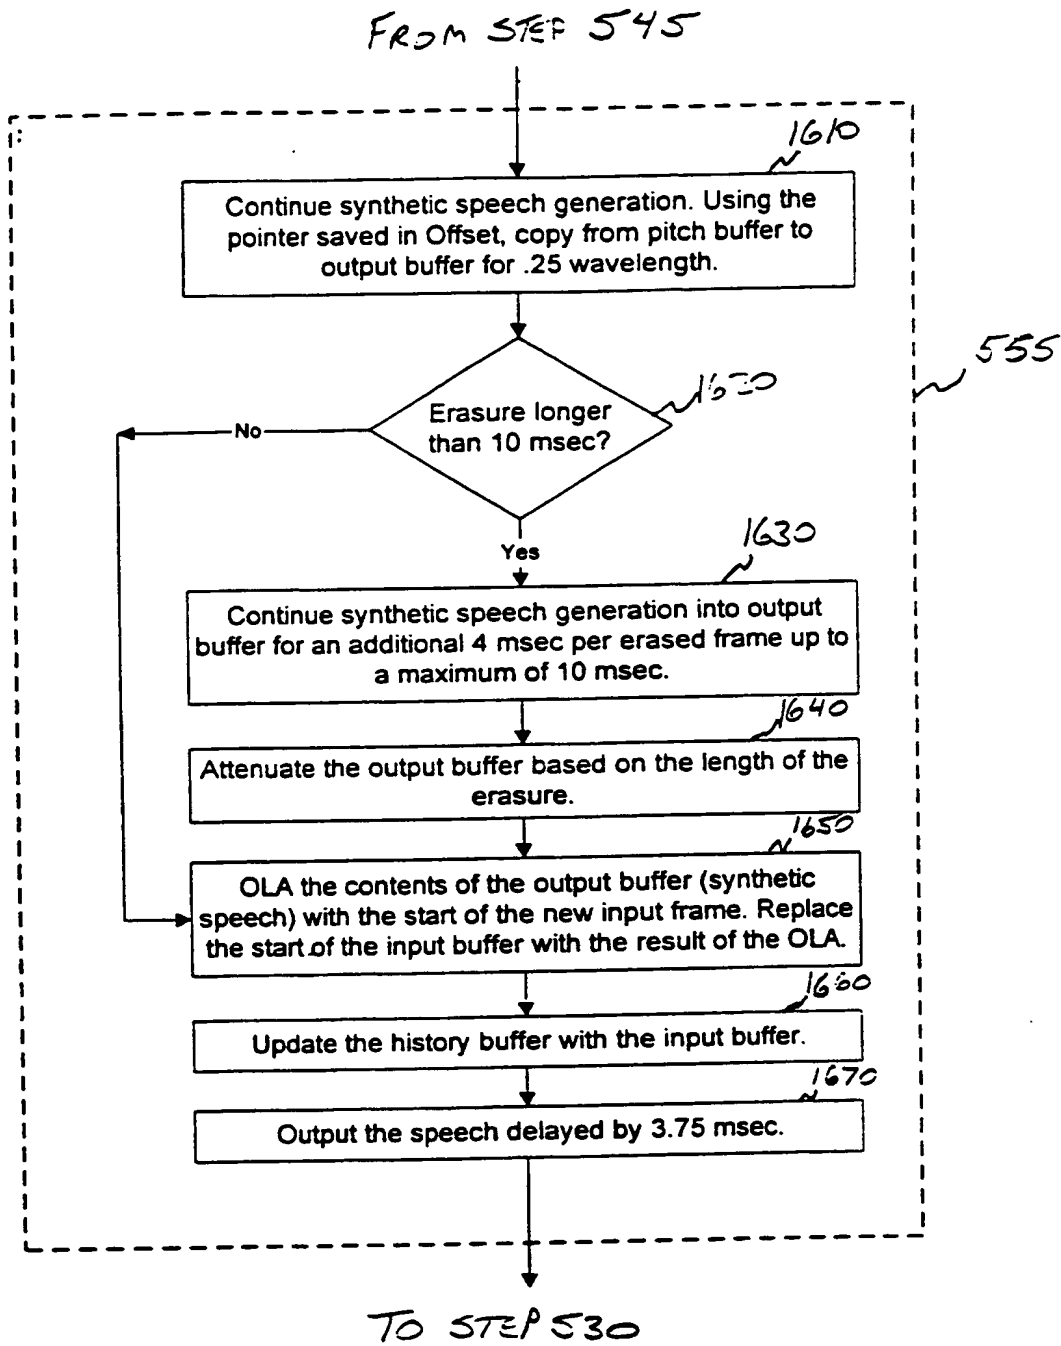 FROM STEP 545
1610
Continue synthetic speech generation. Using the
pointer saved in Offset, copy from pitch buffer to
output buffer for .25 wavelength.
555
1620
Erasure longer
than 10 msec?
No
Yes
1630
Continue synthetic speech generation into output
buffer for an additional 4 msec per erased frame up to
a maximum of 10 msec.
1640
Attenuate the output buffer based on the length of the
erasure.
1650
OLA the contents of the output buffer (synthetic
speech) with the start of the new input frame. Replace
the start of the input buffer with the result of the OLA.
1660
Update the history buffer with the input buffer.
1670
Output the speech delayed by 3.75 msec.
TO STEP 530